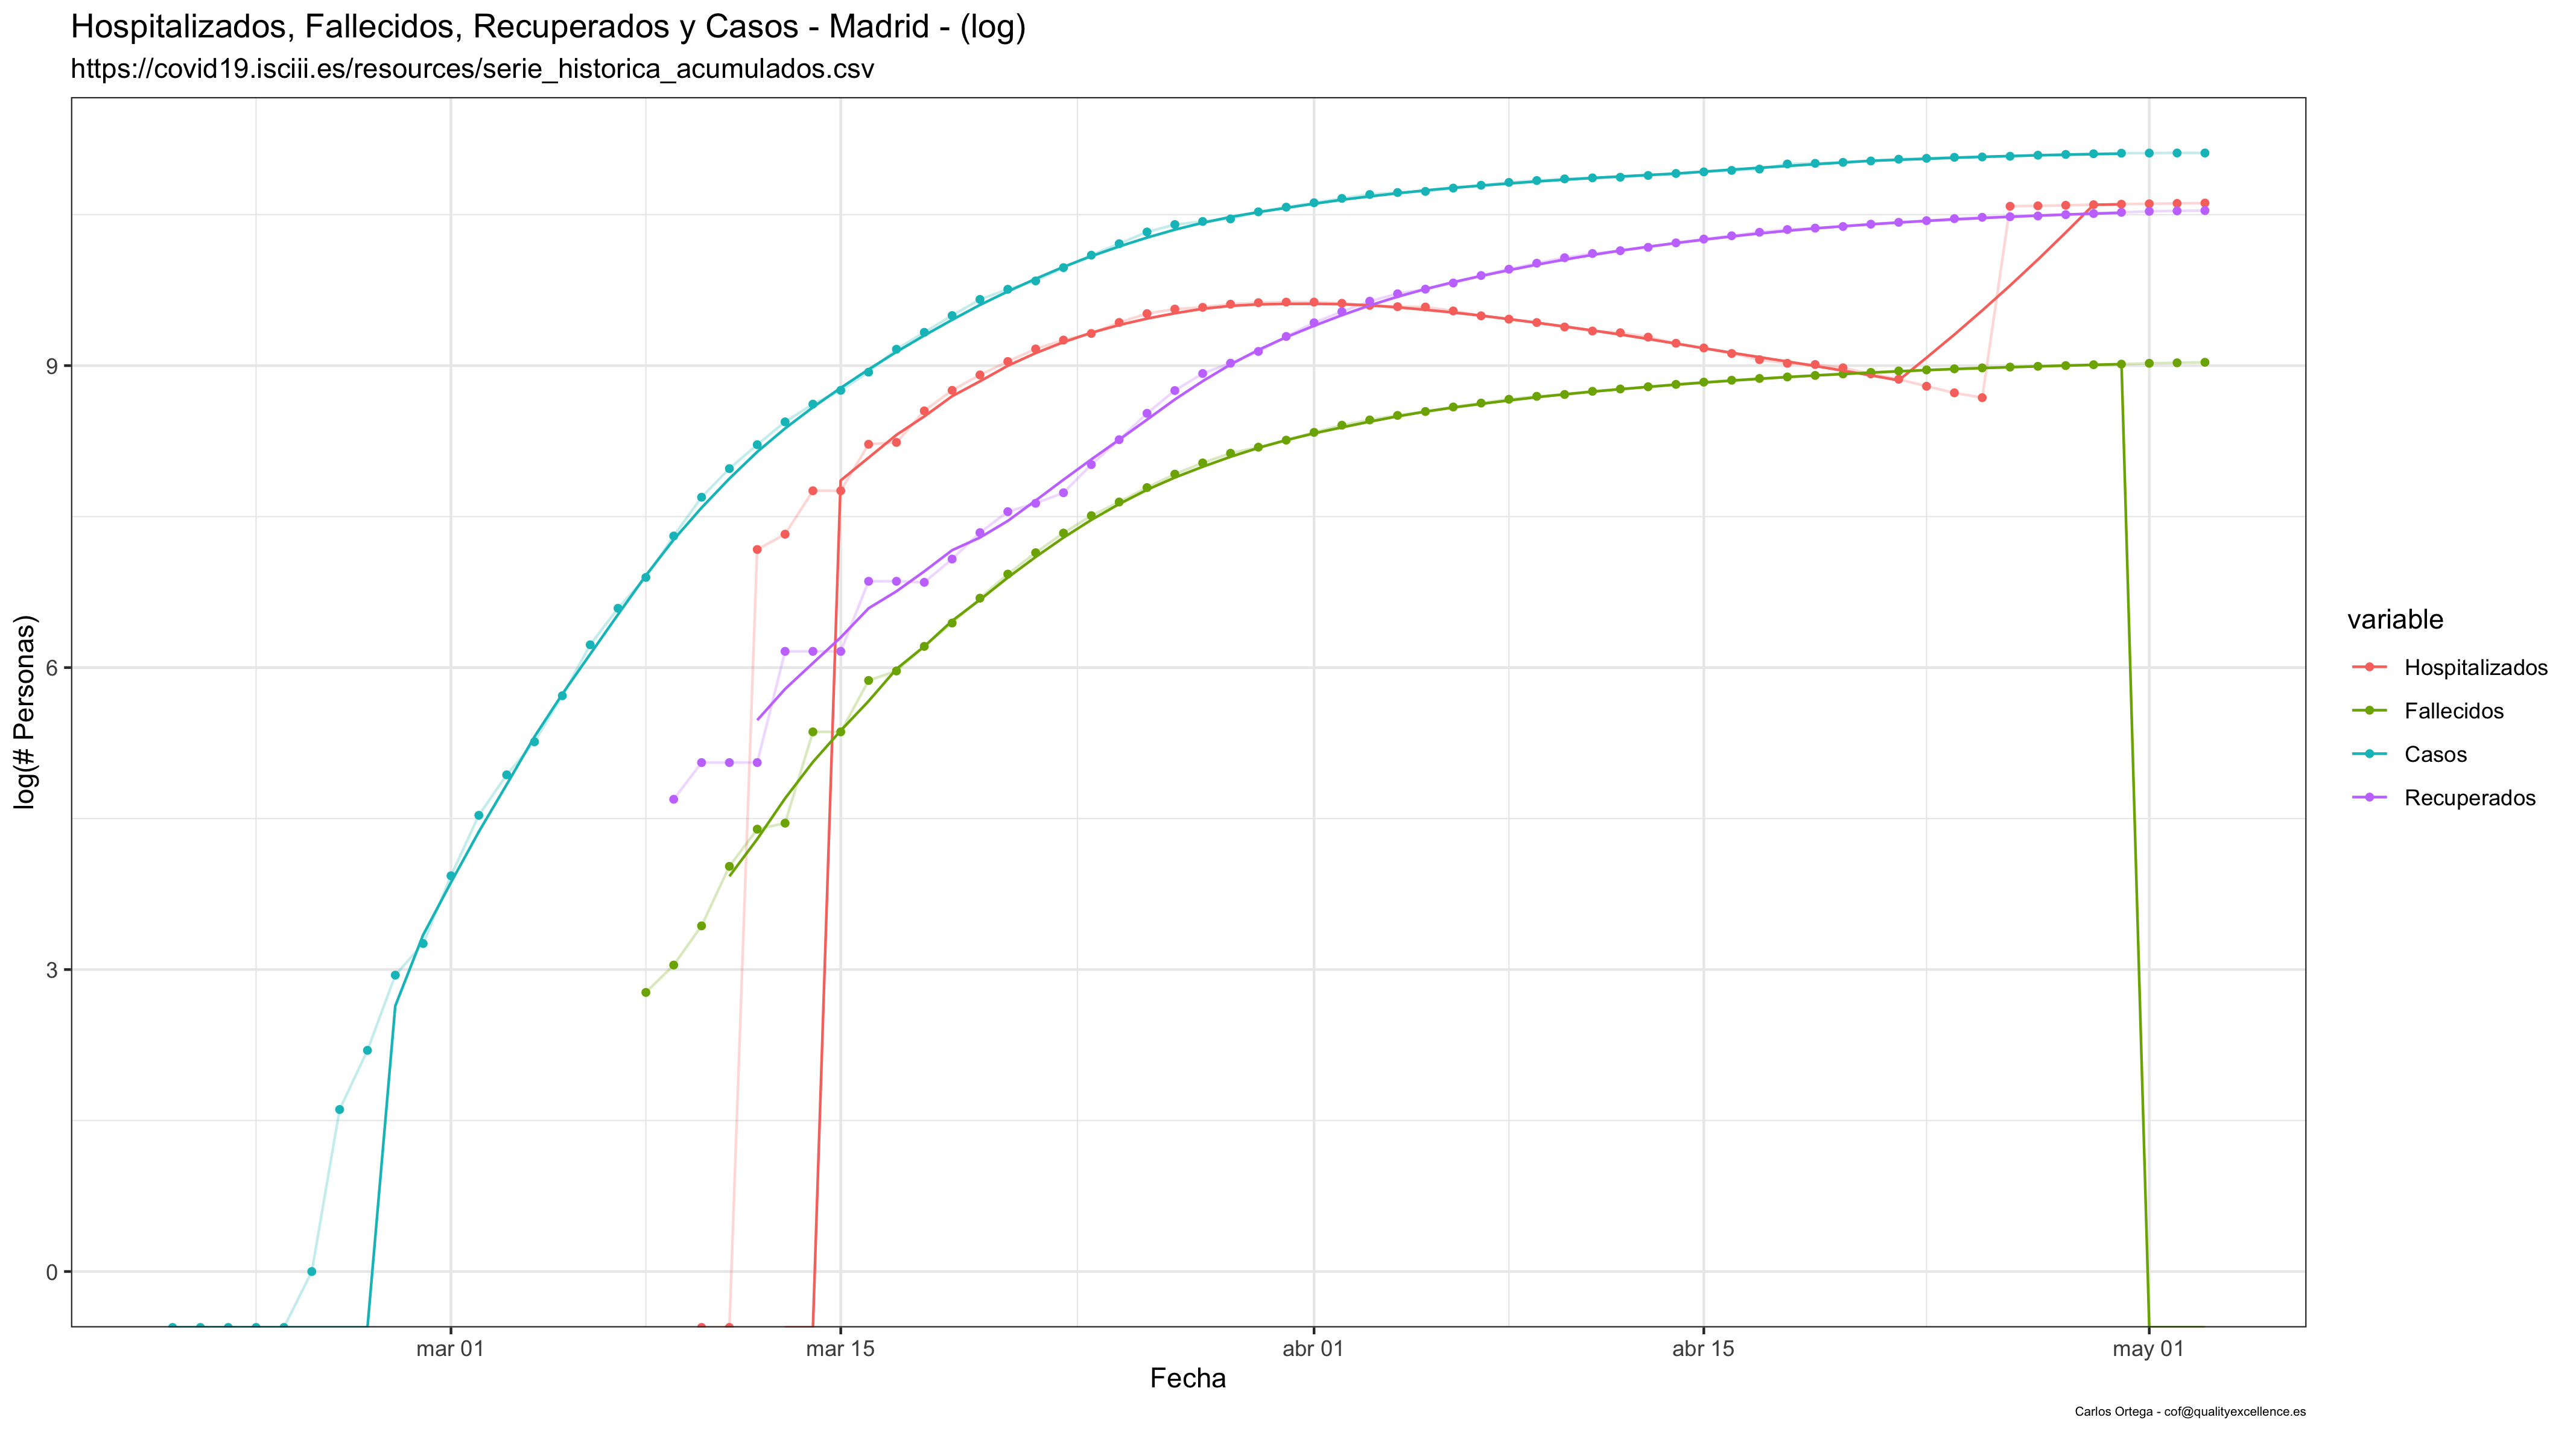 Hospitalizados, Fallecidos, Recuperados y Casos - Madrid - (log)
https://covid19.isciii.es/resources/serie_historica_acumulados.csv
log(# Personas)
9
6
3
0
mar 01
mar 15
abr 01
abr 15
may 01
Fecha
variable
Hospitalizados
Fallecidos
Casos
Recuperados
Carlos Ortega - cof@qualityexcellence.es